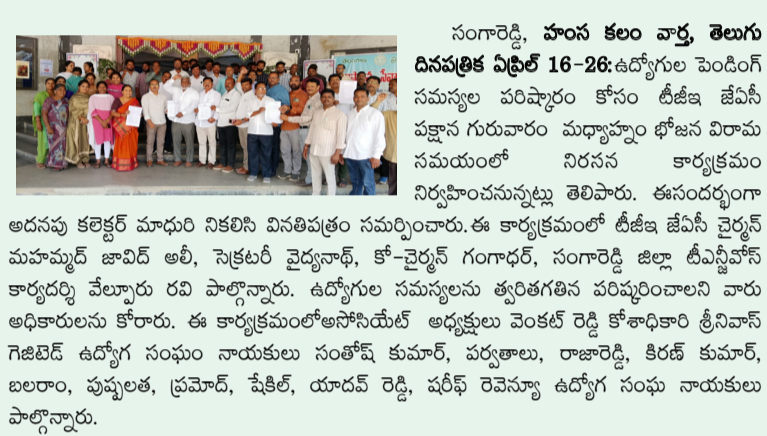 సంగారెడ్డి, హంస కలం వార్త, తెలుగు
దినపత్రిక ఏప్రిల్ 16-26:ఉద్యోగుల పెండింగ్
సమస్యల పరిష్కారం కోసం టీజీఇ జేఏసీ
పక్షాన గురువారం మధ్యాహ్నం భోజన విరామ
సమయంలో నిరసన కార్యక్రమం
నిర్వహించనున్నట్లు తెలిపారు. ఈసందర్భంగా
అదనపు కలెక్టర్ మాధురి నికలిసి వినతిపత్రం సమర్పించారు.ఈ కార్యక్రమంలో టీజీఇ జేఏసీ చైర్మన్
మహమ్మద్ జావిద్ అలీ, సెక్రటరీ వైద్యనాథ్, కో-చైర్మన్ గంగాధర్, సంగారెడ్డి జిల్లా టీఎన్జీవోస్
కార్యదర్శి వేల్పూరు రవి పాల్గొన్నారు. ఉద్యోగుల సమస్యలను త్వరితగతిన పరిష్కరించాలని వారు
అధికారులను కోరారు. ఈ కార్యక్రమంలోఅసోసియేట్ అధ్యక్షులు వెంకట్ రెడ్డి కోశాధికారి శ్రీనివాస్
గెజిటెడ్ ఉద్యోగ సంఘం నాయకులు సంతోష్ కుమార్, పర్వతాలు, రాజారెడ్డి, కిరణ్ కుమార్,
బలరాం, పుష్పలత, ప్రమోద్, షేకిల్, యాదవ్ రెడ్డి, షరీఫ్ రెవెన్యూ ఉద్యోగ సంఘ నాయకులు
పాల్గొన్నారు.